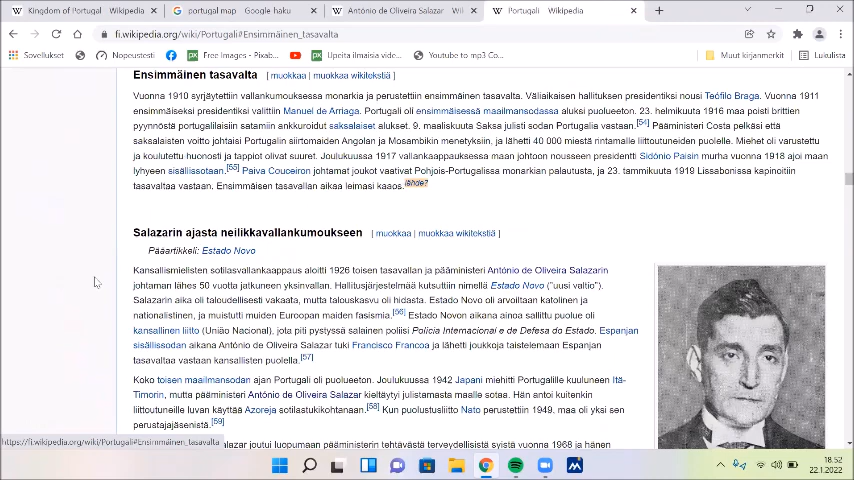 Kingdom of Portugal - Wikipedia
portugal map - Google-haku
António de Oliveira Salazar – Wi
Portugali – Wikipedia
fi.wikipedia.org/wiki/Portugali#Ensimmäinen_tasavalta
Sovellukset
Nopeustesti
Free Images - Pixab...
Upeita ilmaisia video...
Youtube to mp3 Co...
Muut kirjanmerkit
Lukulista
Ensimmäinen tasavalta [ muokkaa | muokkaa wikitekstiä ]
Vuonna 1910 syrjäytettiin vallankumouksessa monarkia ja perustettiin ensimmäinen tasavalta. Väliaikaisen hallituksen presidentiksi nousi Teófilo Braga. Vuonna 1911
ensimmäiseksi presidentiksi valittiin Manuel de Arriaga. Portugali oli ensimmäisessä maailmansodassa aluksi puolueeton. 23. helmikuuta 1916 maa poisti brittien
pyynnöstä portugalilaisiin satamiin ankkuroidut saksalaiset alukset. 9. maaliskuuta Saksa julisti sodan Portugalia vastaan.[54] Pääministeri Costa pelkäsi että
saksalaisten voitto johtaisi Portugalin siirtomaiden Angolan ja Mosambikin menetyksiin, ja lähetti 40 000 miestä rintamalle liittoutuneiden puolelle. Miehet oli varustettu
ja koulutettu huonosti ja tappiot olivat suuret. Joulukuussa 1917 vallankaappauksessa maan johtoon nousseen presidentti Sidónio Paisin murha vuonna 1918 ajoi maan
lyhyeen sisällissotaan.[55] Paiva Couceiron johtamat joukot vaativat Pohjois-Portugalissa monarkian palautusta, ja 23. tammikuuta 1919 Lissabonissa kapinoitiin
tasavaltaa vastaan. Ensimmäisen tasavallan aikaa leimasi kaaos.[lähde?]
Salazarin ajasta neilikkavallankumoukseen [ muokkaa | muokkaa wikitekstiä ]
Pääartikkeli: Estado Novo
Kansallismielisten sotilasvallankaappaus aloitti 1926 toisen tasavallan ja pääministeri António de Oliveira Salazarin
johtaman lähes 50 vuotta jatkuneen yksinvallan. Hallitusjärjestelmää kutsuttiin nimellä Estado Novo ("uusi valtio").
Salazarin aika oli taloudellisesti vakaata, mutta talouskasvu oli hidasta. Estado Novo oli arvoiltaan katolinen ja
nationalistinen, ja muistutti muiden Euroopan maiden fasismia.[56] Estado Novon aikana ainoa sallittu puolue oli
kansallinen liitto (União Nacional), jota piti pystyssä salainen poliisi Polícia Internacional e de Defesa do Estado. Espanjan
sisällissodan aikana António de Oliveira Salazar tuki Francisco Francoa ja lähetti joukkoja taistelemaan Espanjan
tasavaltaa vastaan kansallisten puolella.[57]
Koko toisen maailmansodan ajan Portugali oli puolueeton. Joulukuussa 1942 Japani miehitti Portugalille kuuluneen Itä-
Timorin, mutta pääministeri António de Oliveira Salazar kieltäytyi julistamasta maalle sotaa. Hän antoi kuitenkin
liittoutuneille luvan käyttää Azoreja sotilastukikohtanaan.[58] Kun puolustusliitto Nato perustettiin 1949, maa oli yksi sen
perustajajäsenistä.[59]
alazar joutui luopumaan pääministerin tehtävästä terveydellisistä syistä vuonna 1968 ja hänen
https://fi.wikipedia.org/wiki/Portugali#Ensimmäinen_tasavalta
18.52
22.1.2022